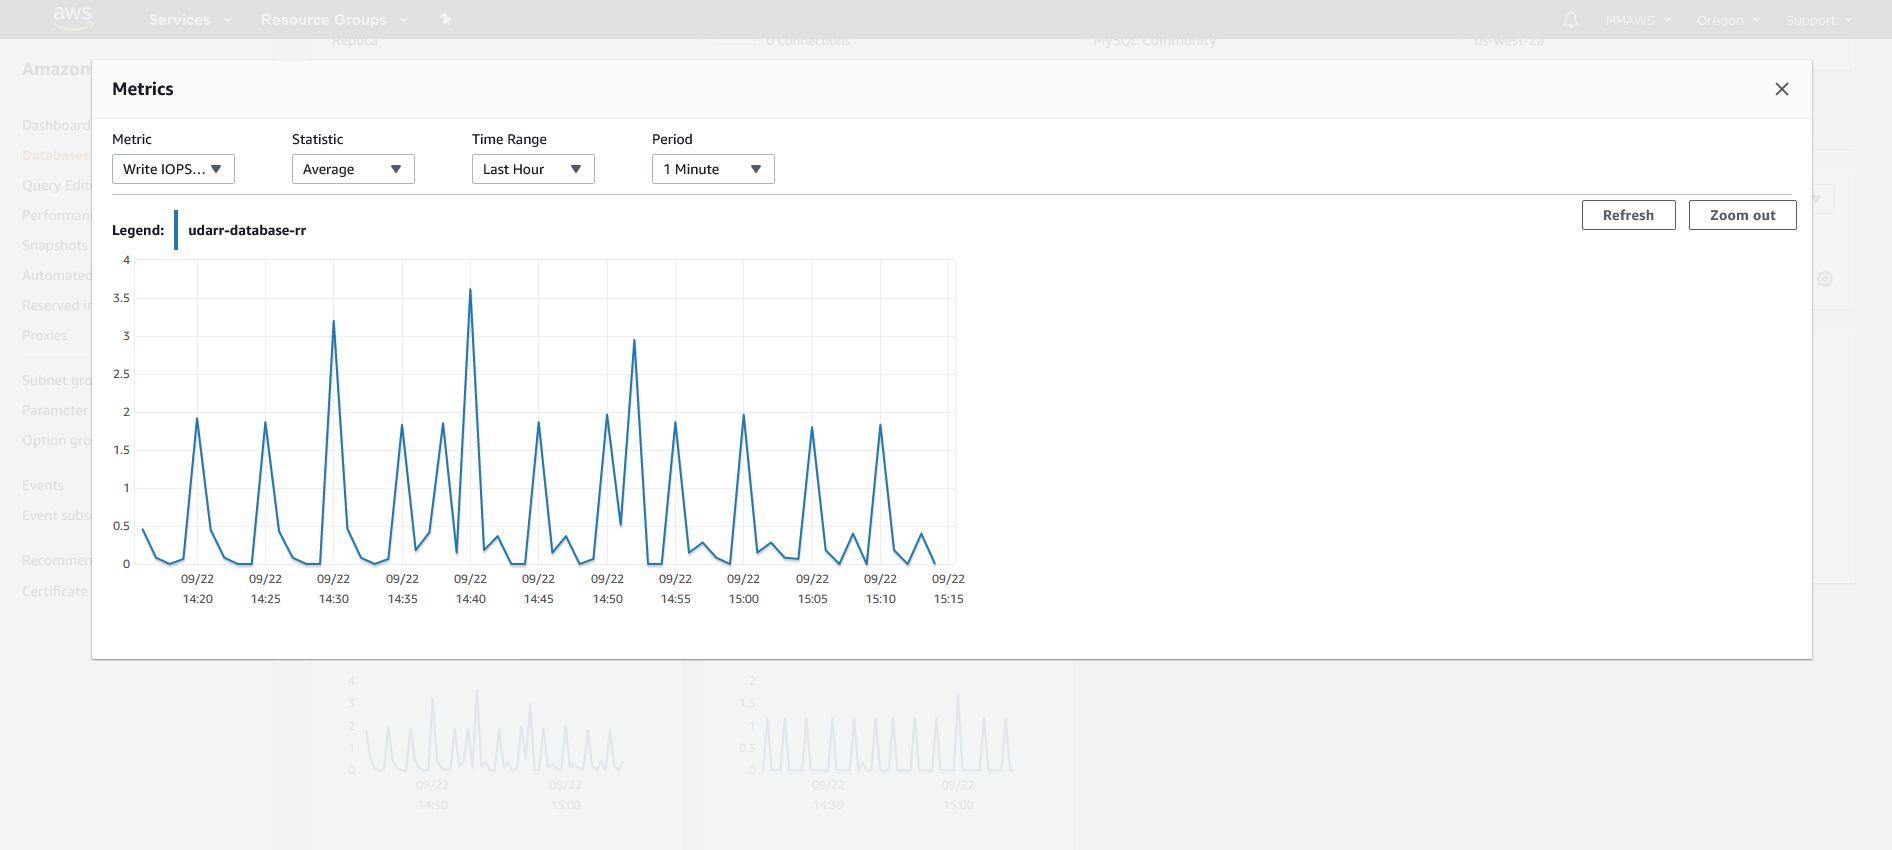 aws Services Resource Groups MMAWS Oregon Support
Replica 0 Connections MySQL Community us-west-2a
Amazon
Metrics
Dashboard
Databases
Query Edit
Performan
Snapshots
Automated
Reserved in
Proxies
Subnet gro
Parameter
Option gro
Events
Event subs
Recommen
Certificate
Metric Statistic Time Range Period
Write IOPS... Average Last Hour 1 Minute
Refresh Zoom out
Legend: udarr-database-rr
4
3.5
3
2.5
2
1.5
1
0.5
0
09/22 09/22 09/22 09/22 09/22 09/22 09/22 09/22 09/22 09/22 09/22 09/22
14:20 14:25 14:30 14:35 14:40 14:45 14:50 14:55 15:00 15:05 15:10 15:15
4
3
2
1
0
09/22 09/22
14:30 15:00
2
1.5
1
0.5
0
09/22 09/22
14:30 15:00